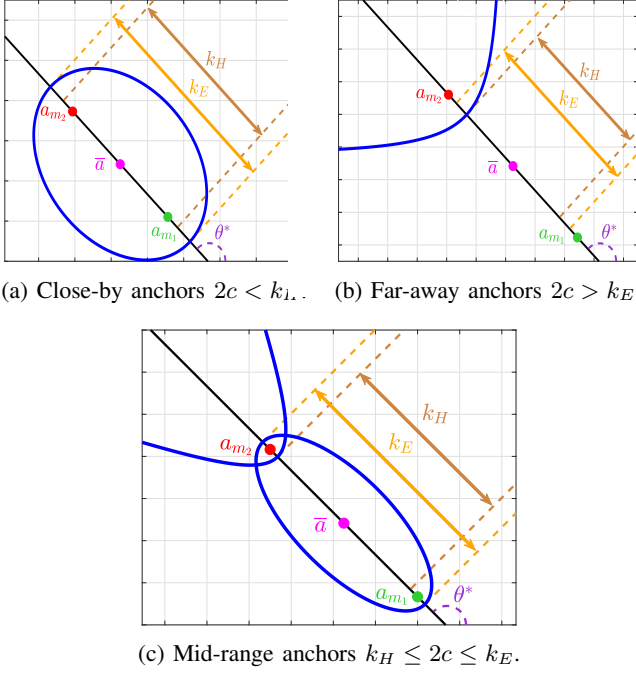 k_H
k_E
a_{m_2}
\overline{a}
a_{m_1}
θ*
k_H
k_E
a_{m_2}
\overline{a}
a_{m_1}
θ*
(a) Close-by anchors 2c <
(b) Far-away anchors 2c > k_E
k_H
a_{m_2}
k_E
\overline{a}
a_{m_1}
θ*
(c) Mid-range anchors k_H ≤ 2c ≤ k_E.